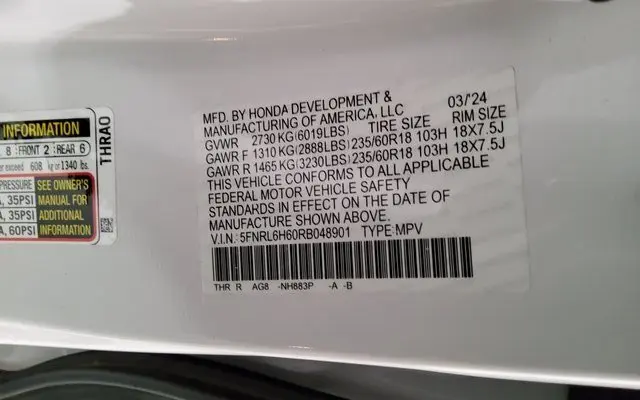 INFORMATION
8 FRONT 2 REAR 6
exceed 608 kg or 1340 lbs.
PRESSURE SEE OWNER'S
35PSI MANUAL FOR
35PSI ADDITIONAL
60PSI INFORMATION
THRA0
MFD. BY HONDA DEVELOPMENT & 03/'24
MANUFACTURING OF AMERICA, LLC
GVWR 2730 KG(6019LBS) TIRE SIZE RIM SIZE
GAWR F 1310 KG(2888LBS) 235/60R18 103H 18X7.5J
GAWR R 1465 KG(3230LBS) 235/60R18 103H 18X7.5J
THIS VEHICLE CONFORMS TO ALL APPLICABLE
FEDERAL MOTOR VEHICLE SAFETY
STANDARDS IN EFFECT ON THE DATE OF
MANUFACTURE SHOWN ABOVE.
V.I.N.: 5FNRL6H60RB048901 TYPE:MPV
THR R AG8 -NH883P -A -B